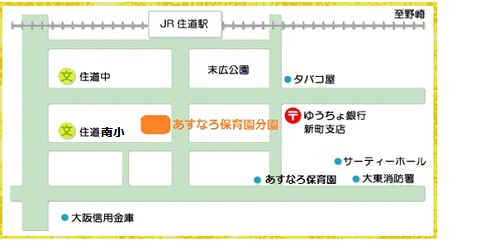 JR 住道駅
至野崎
文
住道中
末広公園
タバコ屋
文
住道南小
あすなろ保育園分園
〒
ゆうちょ銀行
新町支店
サーティーホール
あすなろ保育園
大東消防署
大阪信用金庫